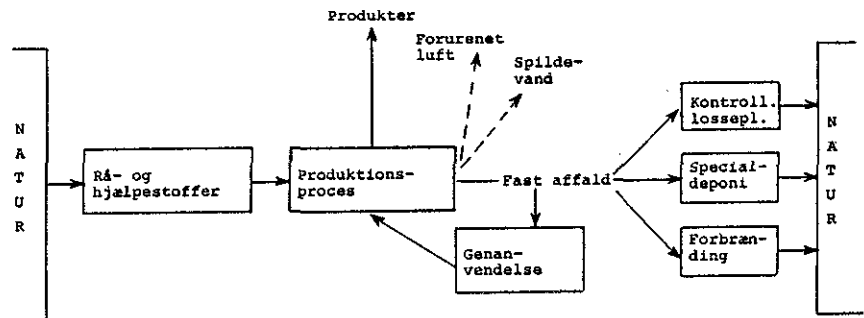 Produkter
Forurenet
luft
Spilde-
vand
N
A
T
U
R
Rå- og
hjælpestoffer
Produktions-
proces
Fast affald
Genan-
vendelse
Kontroll.
lossepl.
Special-
deponi
Forbræn-
ding
N
A
T
U
R